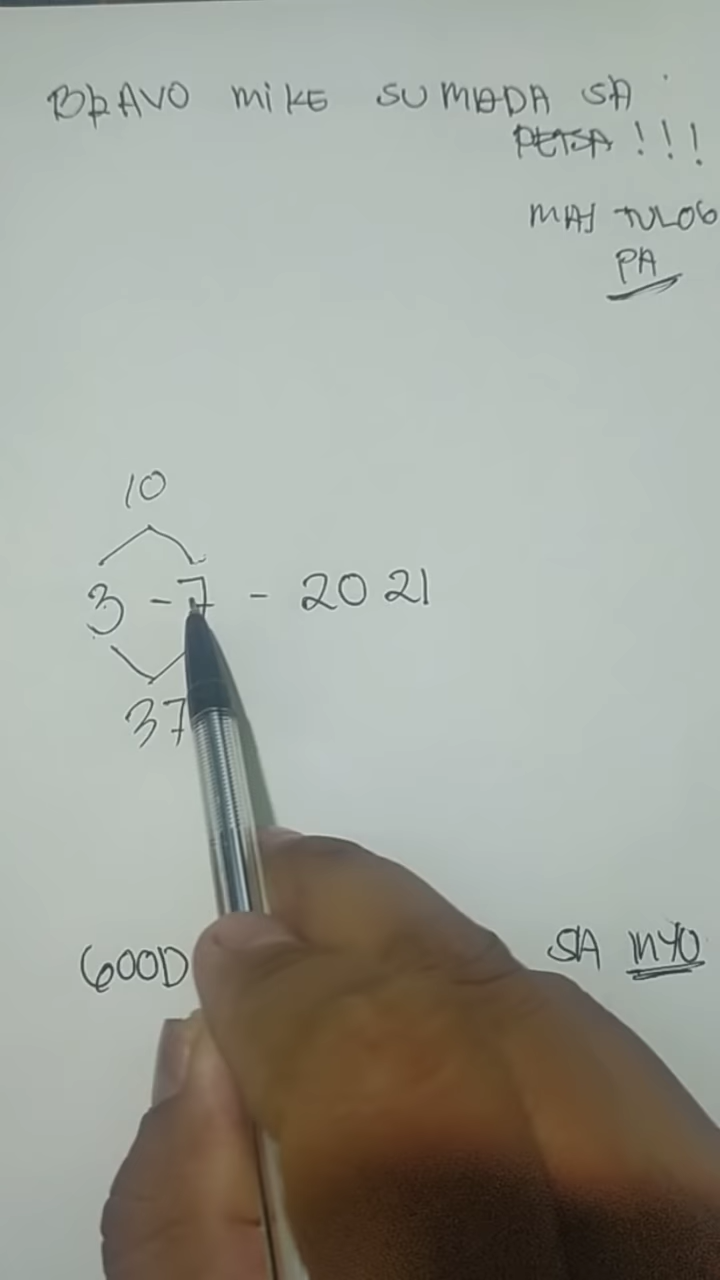 BRAVO MIKE SUMADA SA
PETSA!!!
MAY TULOG
PA
10
3 - 7 - 2021
37
GOOD SA INYO